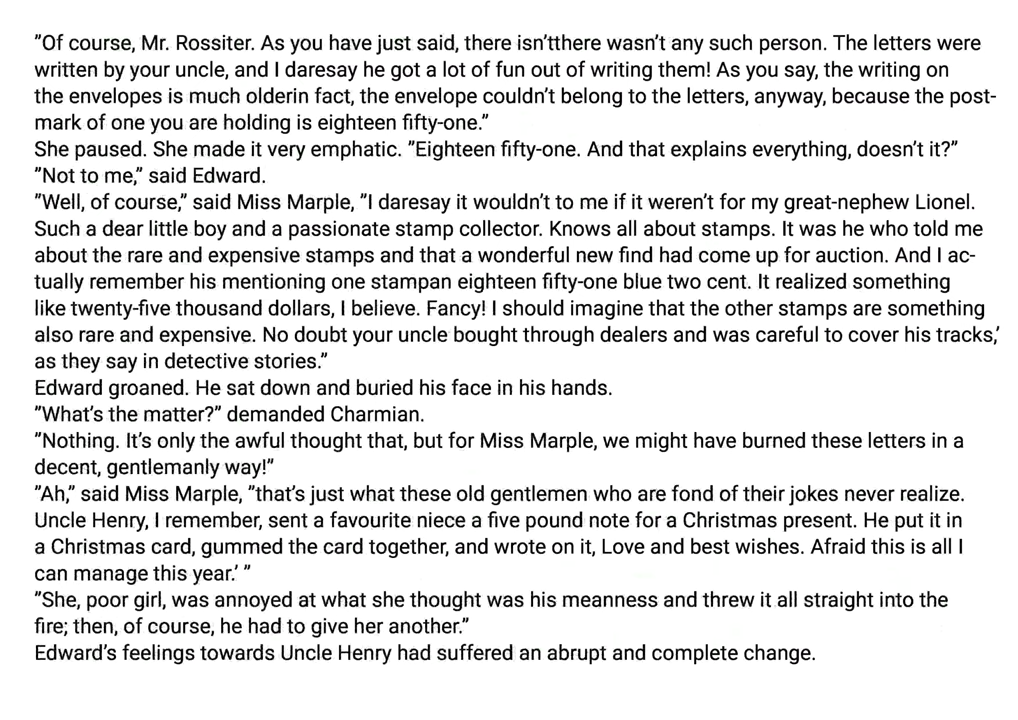 "Of course, Mr. Rossiter. As you have just said, there isn'tthere wasn't any such person. The letters were
written by your uncle, and I daresay he got a lot of fun out of writing them! As you say, the writing on
the envelopes is much olderin fact, the envelope couldn't belong to the letters, anyway, because the post-
mark of one you are holding is eighteen fifty-one."
She paused. She made it very emphatic. "Eighteen fifty-one. And that explains everything, doesn't it?"
"Not to me," said Edward.
"Well, of course," said Miss Marple, "I daresay it wouldn't to me if it weren't for my great-nephew Lionel.
Such a dear little boy and a passionate stamp collector. Knows all about stamps. It was he who told me
about the rare and expensive stamps and that a wonderful new find had come up for auction. And I ac-
tually remember his mentioning one stampan eighteen fifty-one blue two cent. It realized something
like twenty-five thousand dollars, I believe. Fancy! I should imagine that the other stamps are something
also rare and expensive. No doubt your uncle bought through dealers and was careful to cover his tracks,'
as they say in detective stories."
Edward groaned. He sat down and buried his face in his hands.
"What's the matter?" demanded Charmian.
"Nothing. It's only the awful thought that, but for Miss Marple, we might have burned these letters in a
decent, gentlemanly way!"
"Ah," said Miss Marple, "that's just what these old gentlemen who are fond of their jokes never realize.
Uncle Henry, I remember, sent a favourite niece a five pound note for a Christmas present. He put it in
a Christmas card, gummed the card together, and wrote on it, Love and best wishes. Afraid this is all I
can manage this year.' "
"She, poor girl, was annoyed at what she thought was his meanness and threw it all straight into the
fire; then, of course, he had to give her another."
Edward's feelings towards Uncle Henry had suffered an abrupt and complete change.